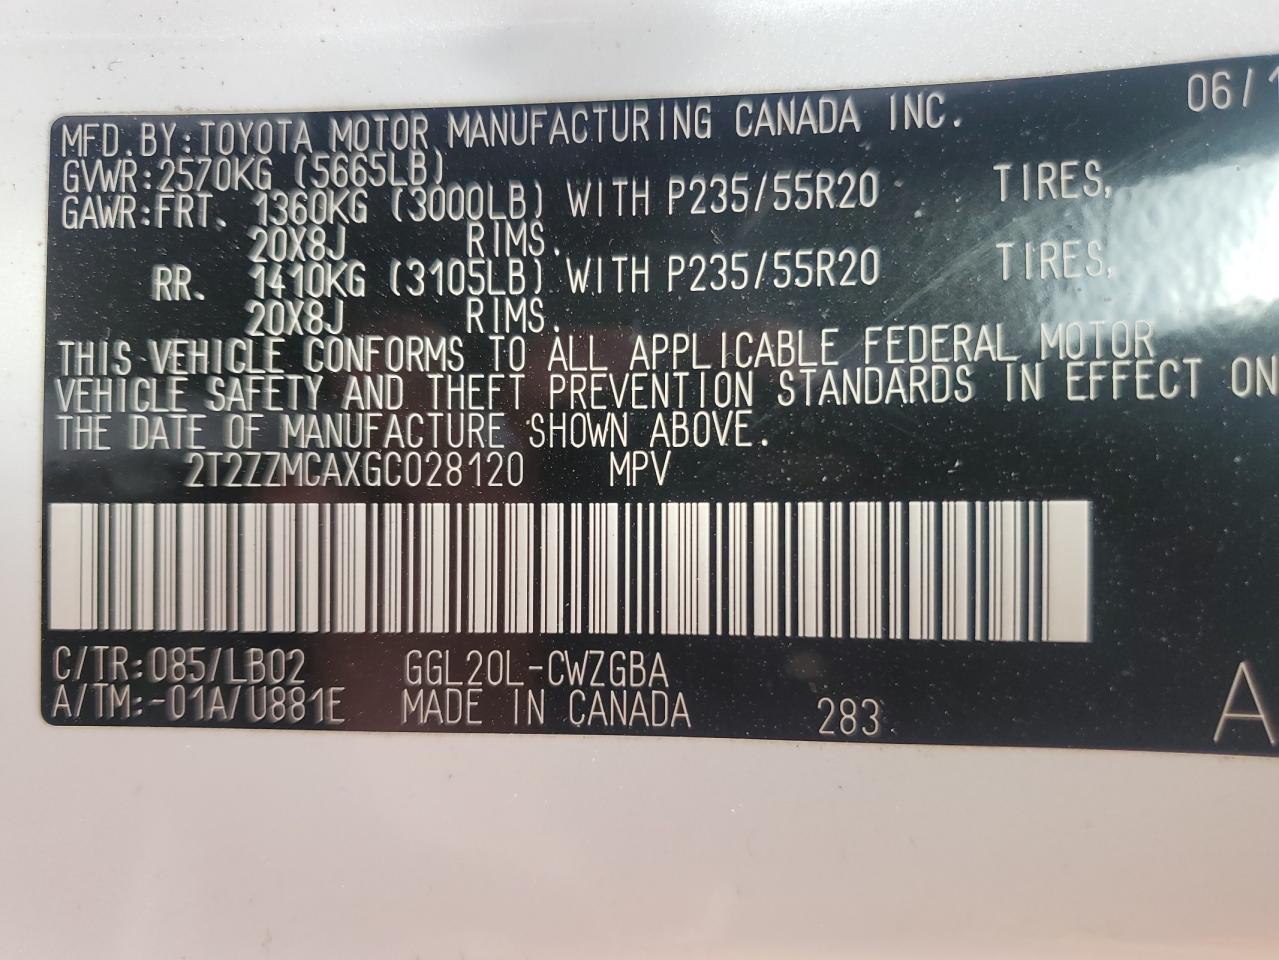 06/1
MFD.BY:TOYOTA MOTOR MANUFACTURING CANADA INC.
GVWR:2570KG (5665LB)
GAWR:FRT. 1360KG (3000LB) WITH P235/55R20 TIRES,
20X8J RIMS.
RR. 1410KG (3105LB) WITH P235/55R20 TIRES,
20X8J RIMS.
THIS VEHICLE CONFORMS TO ALL APPLICABLE FEDERAL MOTOR
VEHICLE SAFETY AND THEFT PREVENTION STANDARDS IN EFFECT ON
THE DATE OF MANUFACTURE SHOWN ABOVE.
2T2ZZMCAXGC028120 MPV
C/TR:085/LB02 GGL20L-CWZGBA
A/TM:-01A/U881E MADE IN CANADA 283 A